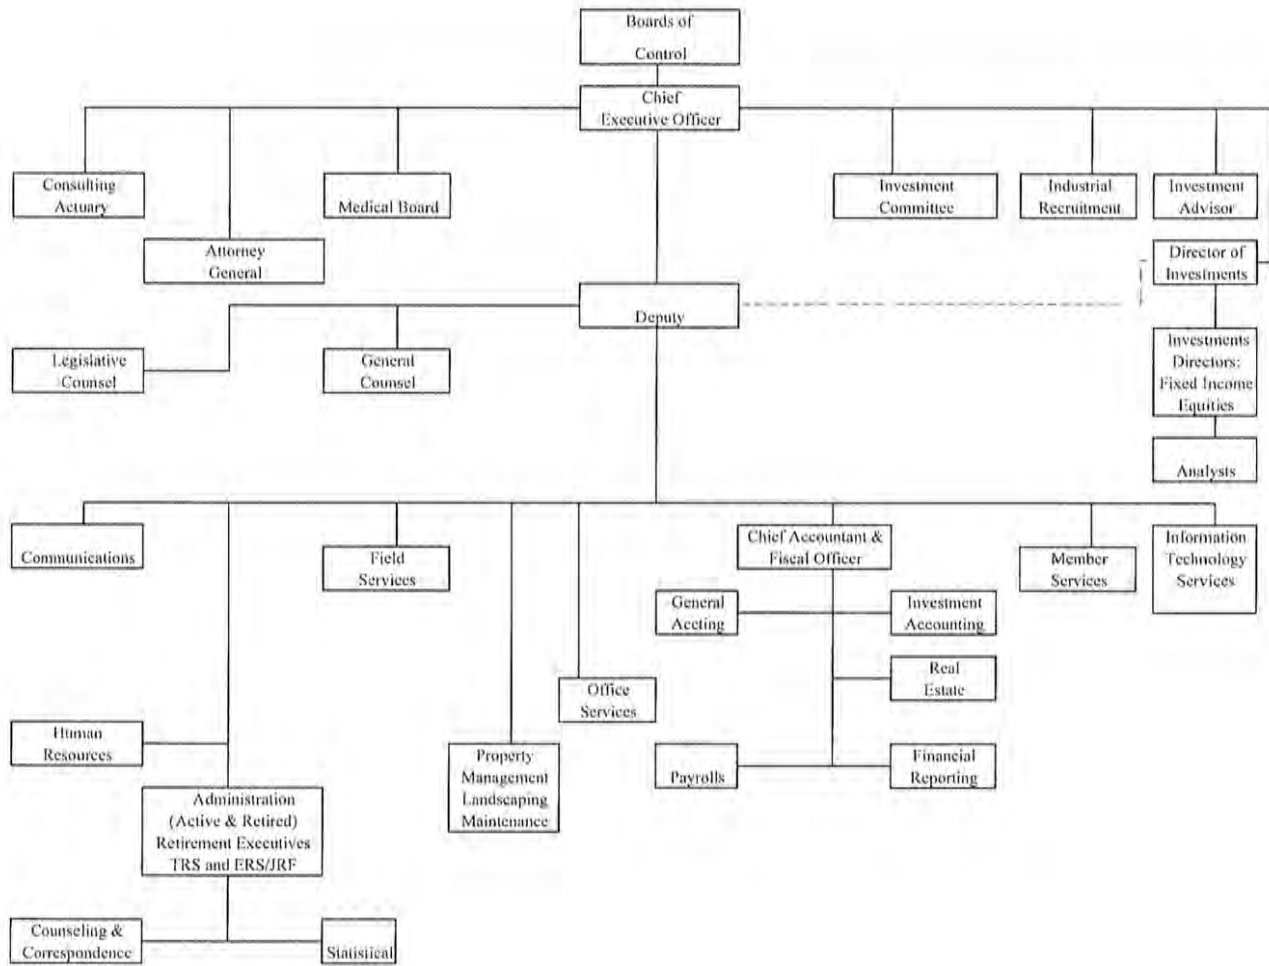 Boards of
Control
Chief
Executive Officer
Consulting
Actuary
Medical Board
Investment
Committee
Industrial
Recruitment
Investment
Advisor
Attorney
General
Director of
Investments
Deputy
Legislative
Counsel
General
Counsel
Investments
Directors:
Fixed Income
Equities
Analysts
Communications
Field
Services
Chief Accountant &
Fiscal Officer
Member
Services
Information
Technology
Services
General
Accting
Investment
Accounting
Real
Estate
Office
Services
Human
Resources
Property
Management
Landscaping
Maintenance
Payrolls
Financial
Reporting
Administration
(Active & Retired)
Retirement Executives
TRS and ERS/JRF
Counseling &
Correspondence
Statistical